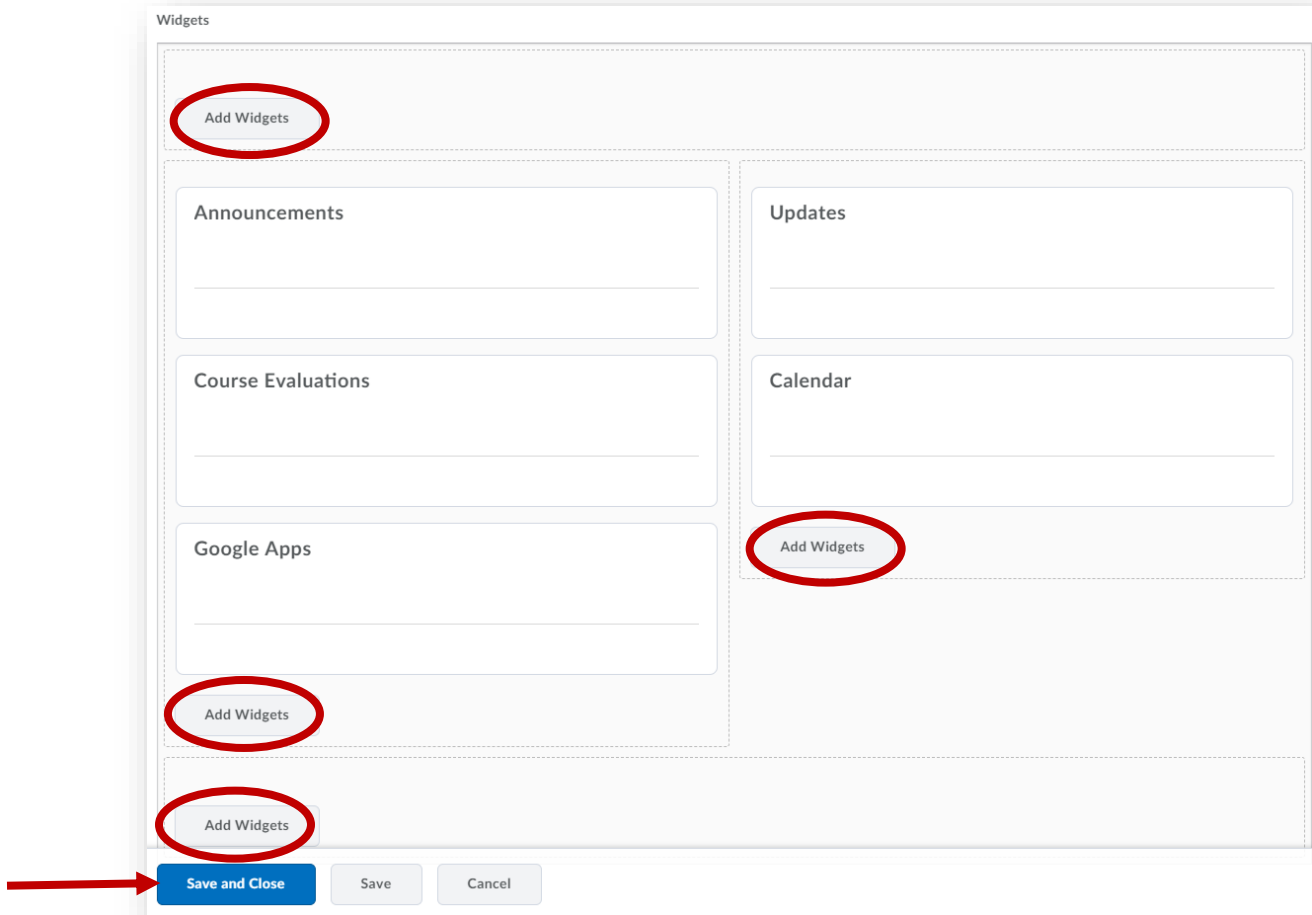 Widgets
Add Widgets
Announcements
Course Evaluations
Google Apps
Add Widgets
Updates
Calendar
Add Widgets
Add Widgets
Save and Close
Save
Cancel